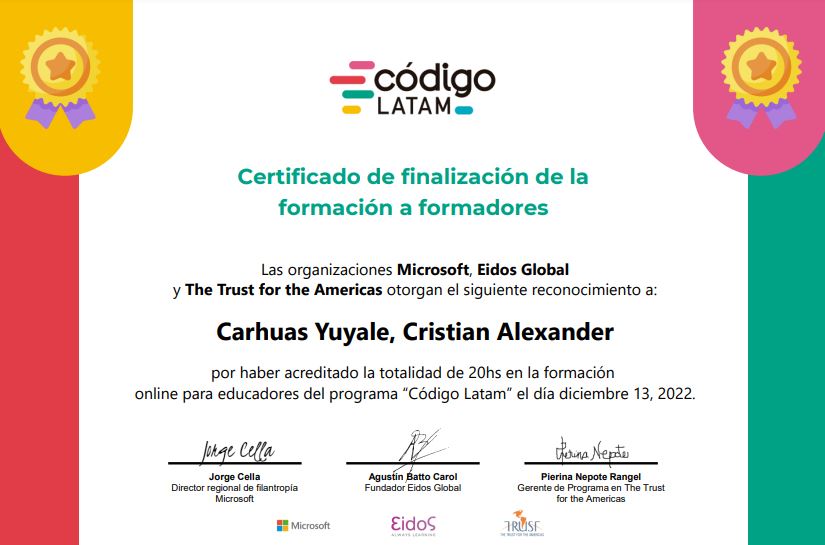 código
LATAM
Certificado de finalización de la
formación a formadores
Las organizaciones Microsoft, Eidos Global
y The Trust for the Americas otorgan el siguiente reconocimiento a:
Carhuas Yuyale, Cristian Alexander
por haber acreditado la totalidad de 20hs en la formación
online para educadores del programa “Código Latam” el día diciembre 13, 2022.
Jorge Cella
Pierina Nepote
Jorge Cella
Director regional de filantropía
Microsoft
Agustín Batto Carol
Fundador Eidos Global
Pierina Nepote Rangel
Gerente de Programa en The Trust
for the Americas
Microsoft
eidos
ALWAYS LEARNING
TRUST
THE TRUST FOR THE AMERICAS